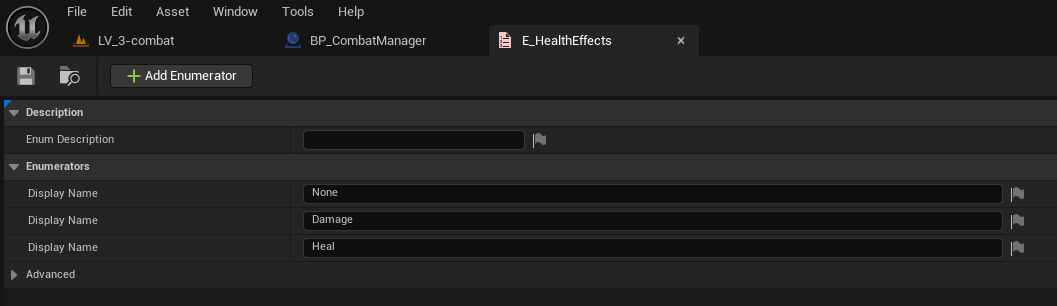 File Edit Asset Window Tools Help
LV_3-combat BP_CombatManager E_HealthEffects
Add Enumerator
Description
Enum Description
Enumerators
Display Name None
Display Name Damage
Display Name Heal
Advanced